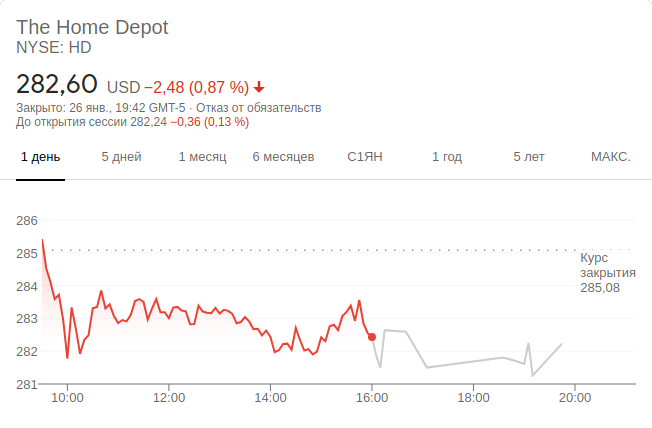 The Home Depot
NYSE: HD
282,60 USD −2,48 (0,87 %)
Закрыто: 26 янв., 19:42 GMT-5 · Отказ от обязательств
До открытия сессии 282,24 −0,36 (0,13 %)
1 день 5 дней 1 месяц 6 месяцев С1ЯН 1 год 5 лет МАКС.
286
285
Курс
закрытия
285,08
284
283
282
281
10:00 12:00 14:00 16:00 18:00 20:00